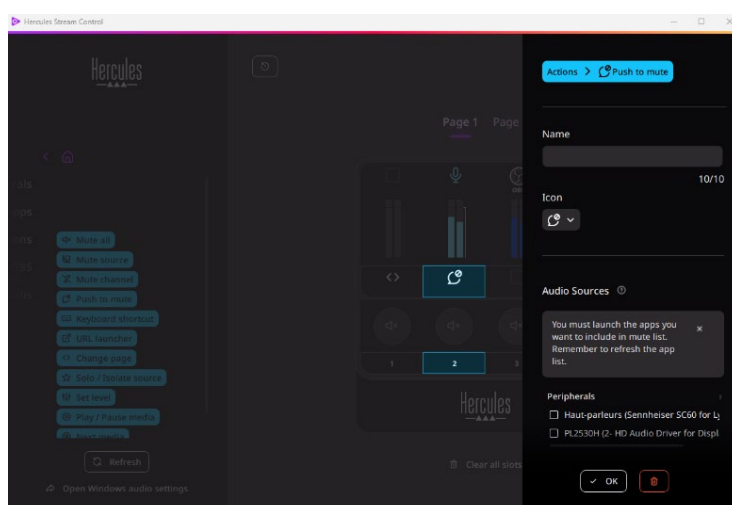 Hercules Stream Control
Hercules
Actions > Push to mute
Page 1 Page
Name
10/10
Icon
Mute all
Mute source
Mute channel
Push to mute
Keyboard shortcut
URL launcher
Change page
Solo / Isolate source
Set level
Play / Pause media
Next media
Audio Sources
You must launch the apps you
want to include in mute list.
Remember to refresh the app
list.
Peripherals
Haut-parleurs (Sennheiser SC60 for Ly
PL2530H (2- HD Audio Driver for Displ
1 2 3
Hercules
Refresh
Clear all slots
OK
Open Windows audio settings